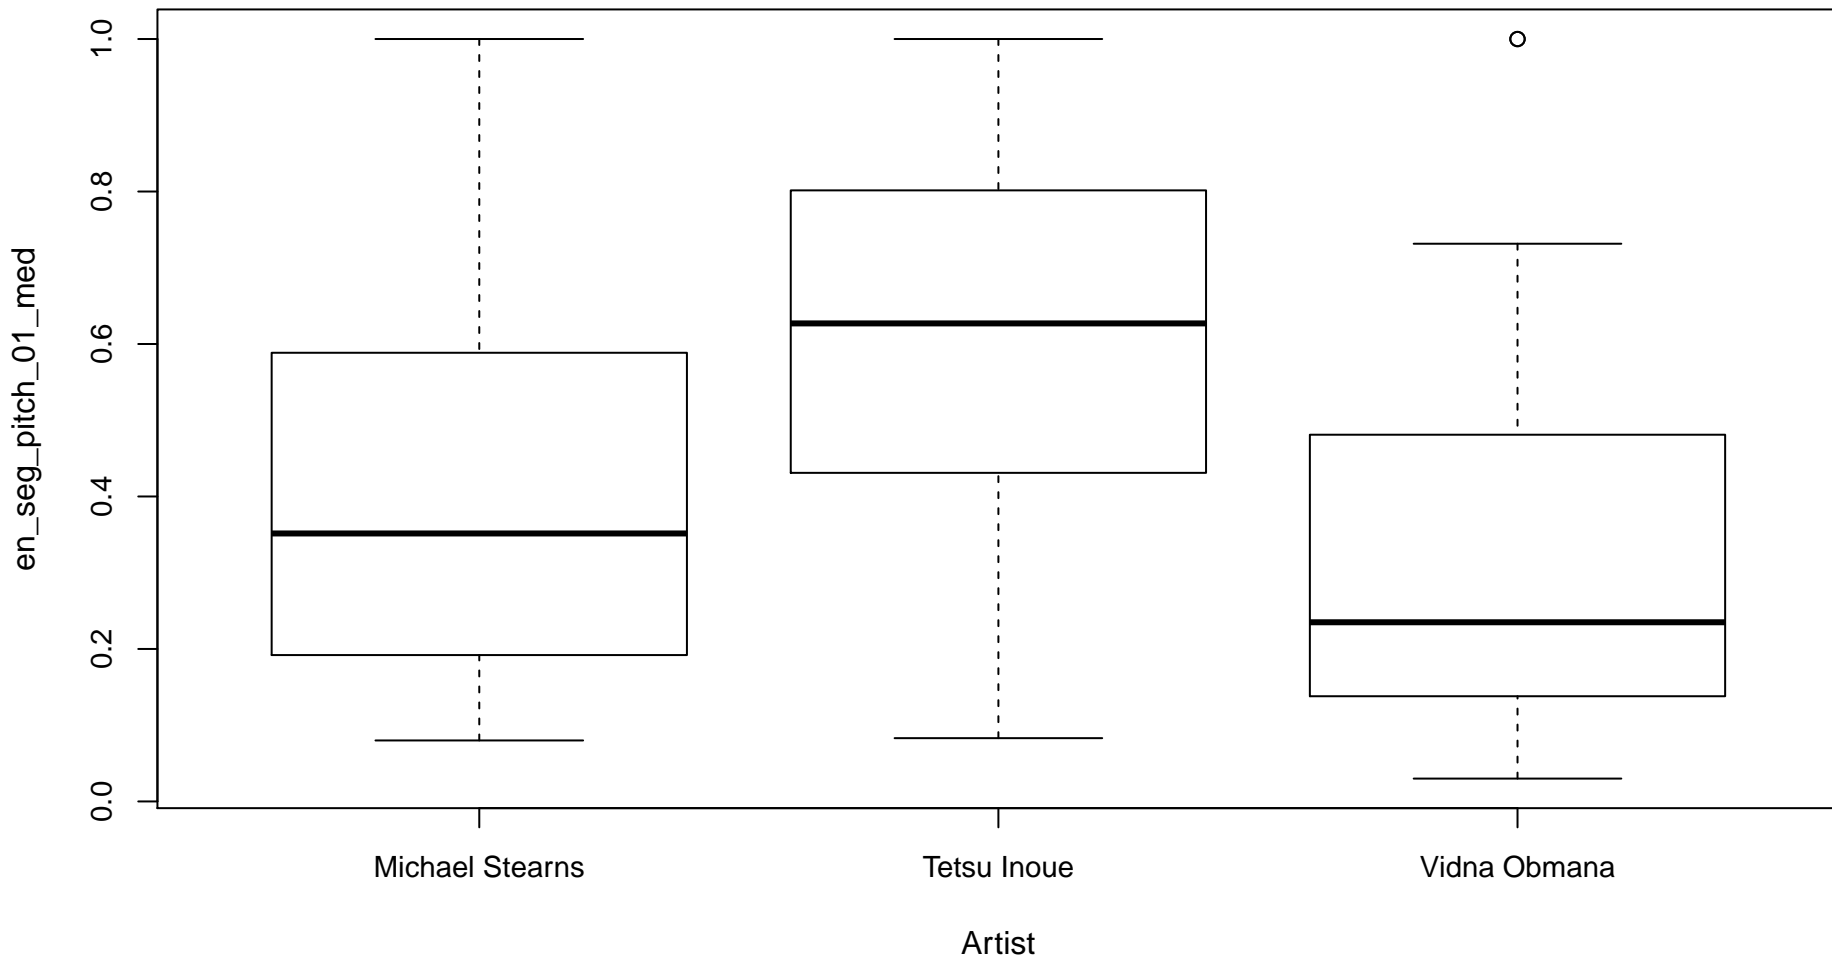 en_seg_pitch_01_med
1.0
0.8
0.6
0.4
0.2
0.0
Michael Stearns
Tetsu Inoue
Vidna Obmana
Artist